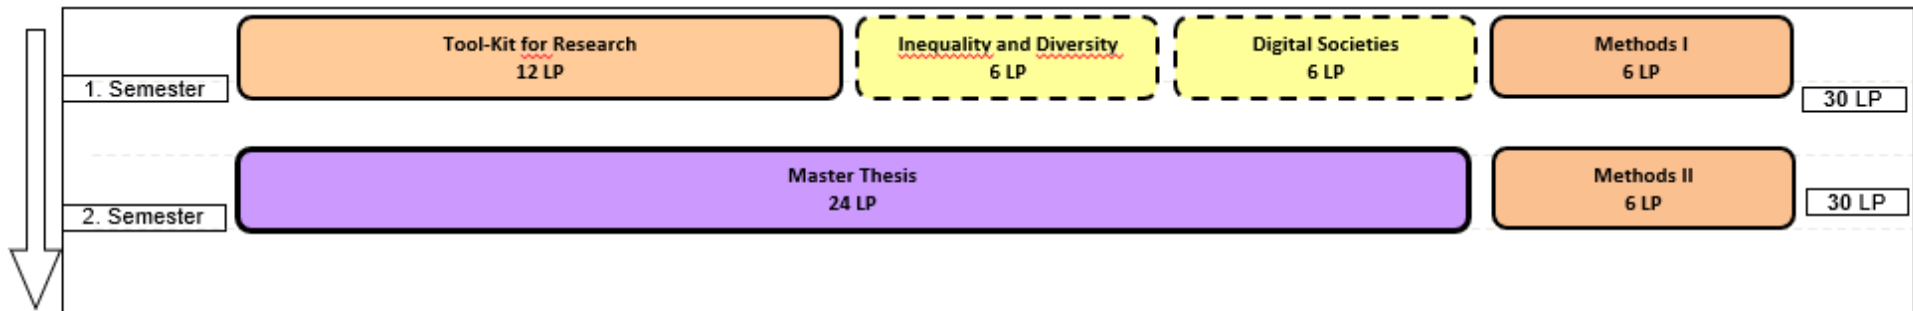 Tool-Kit for Research
12 LP
Inequality and Diversity
6 LP
Digital Societies
6 LP
Methods I
6 LP
1. Semester
30 LP
Master Thesis
24 LP
Methods II
6 LP
2. Semester
30 LP